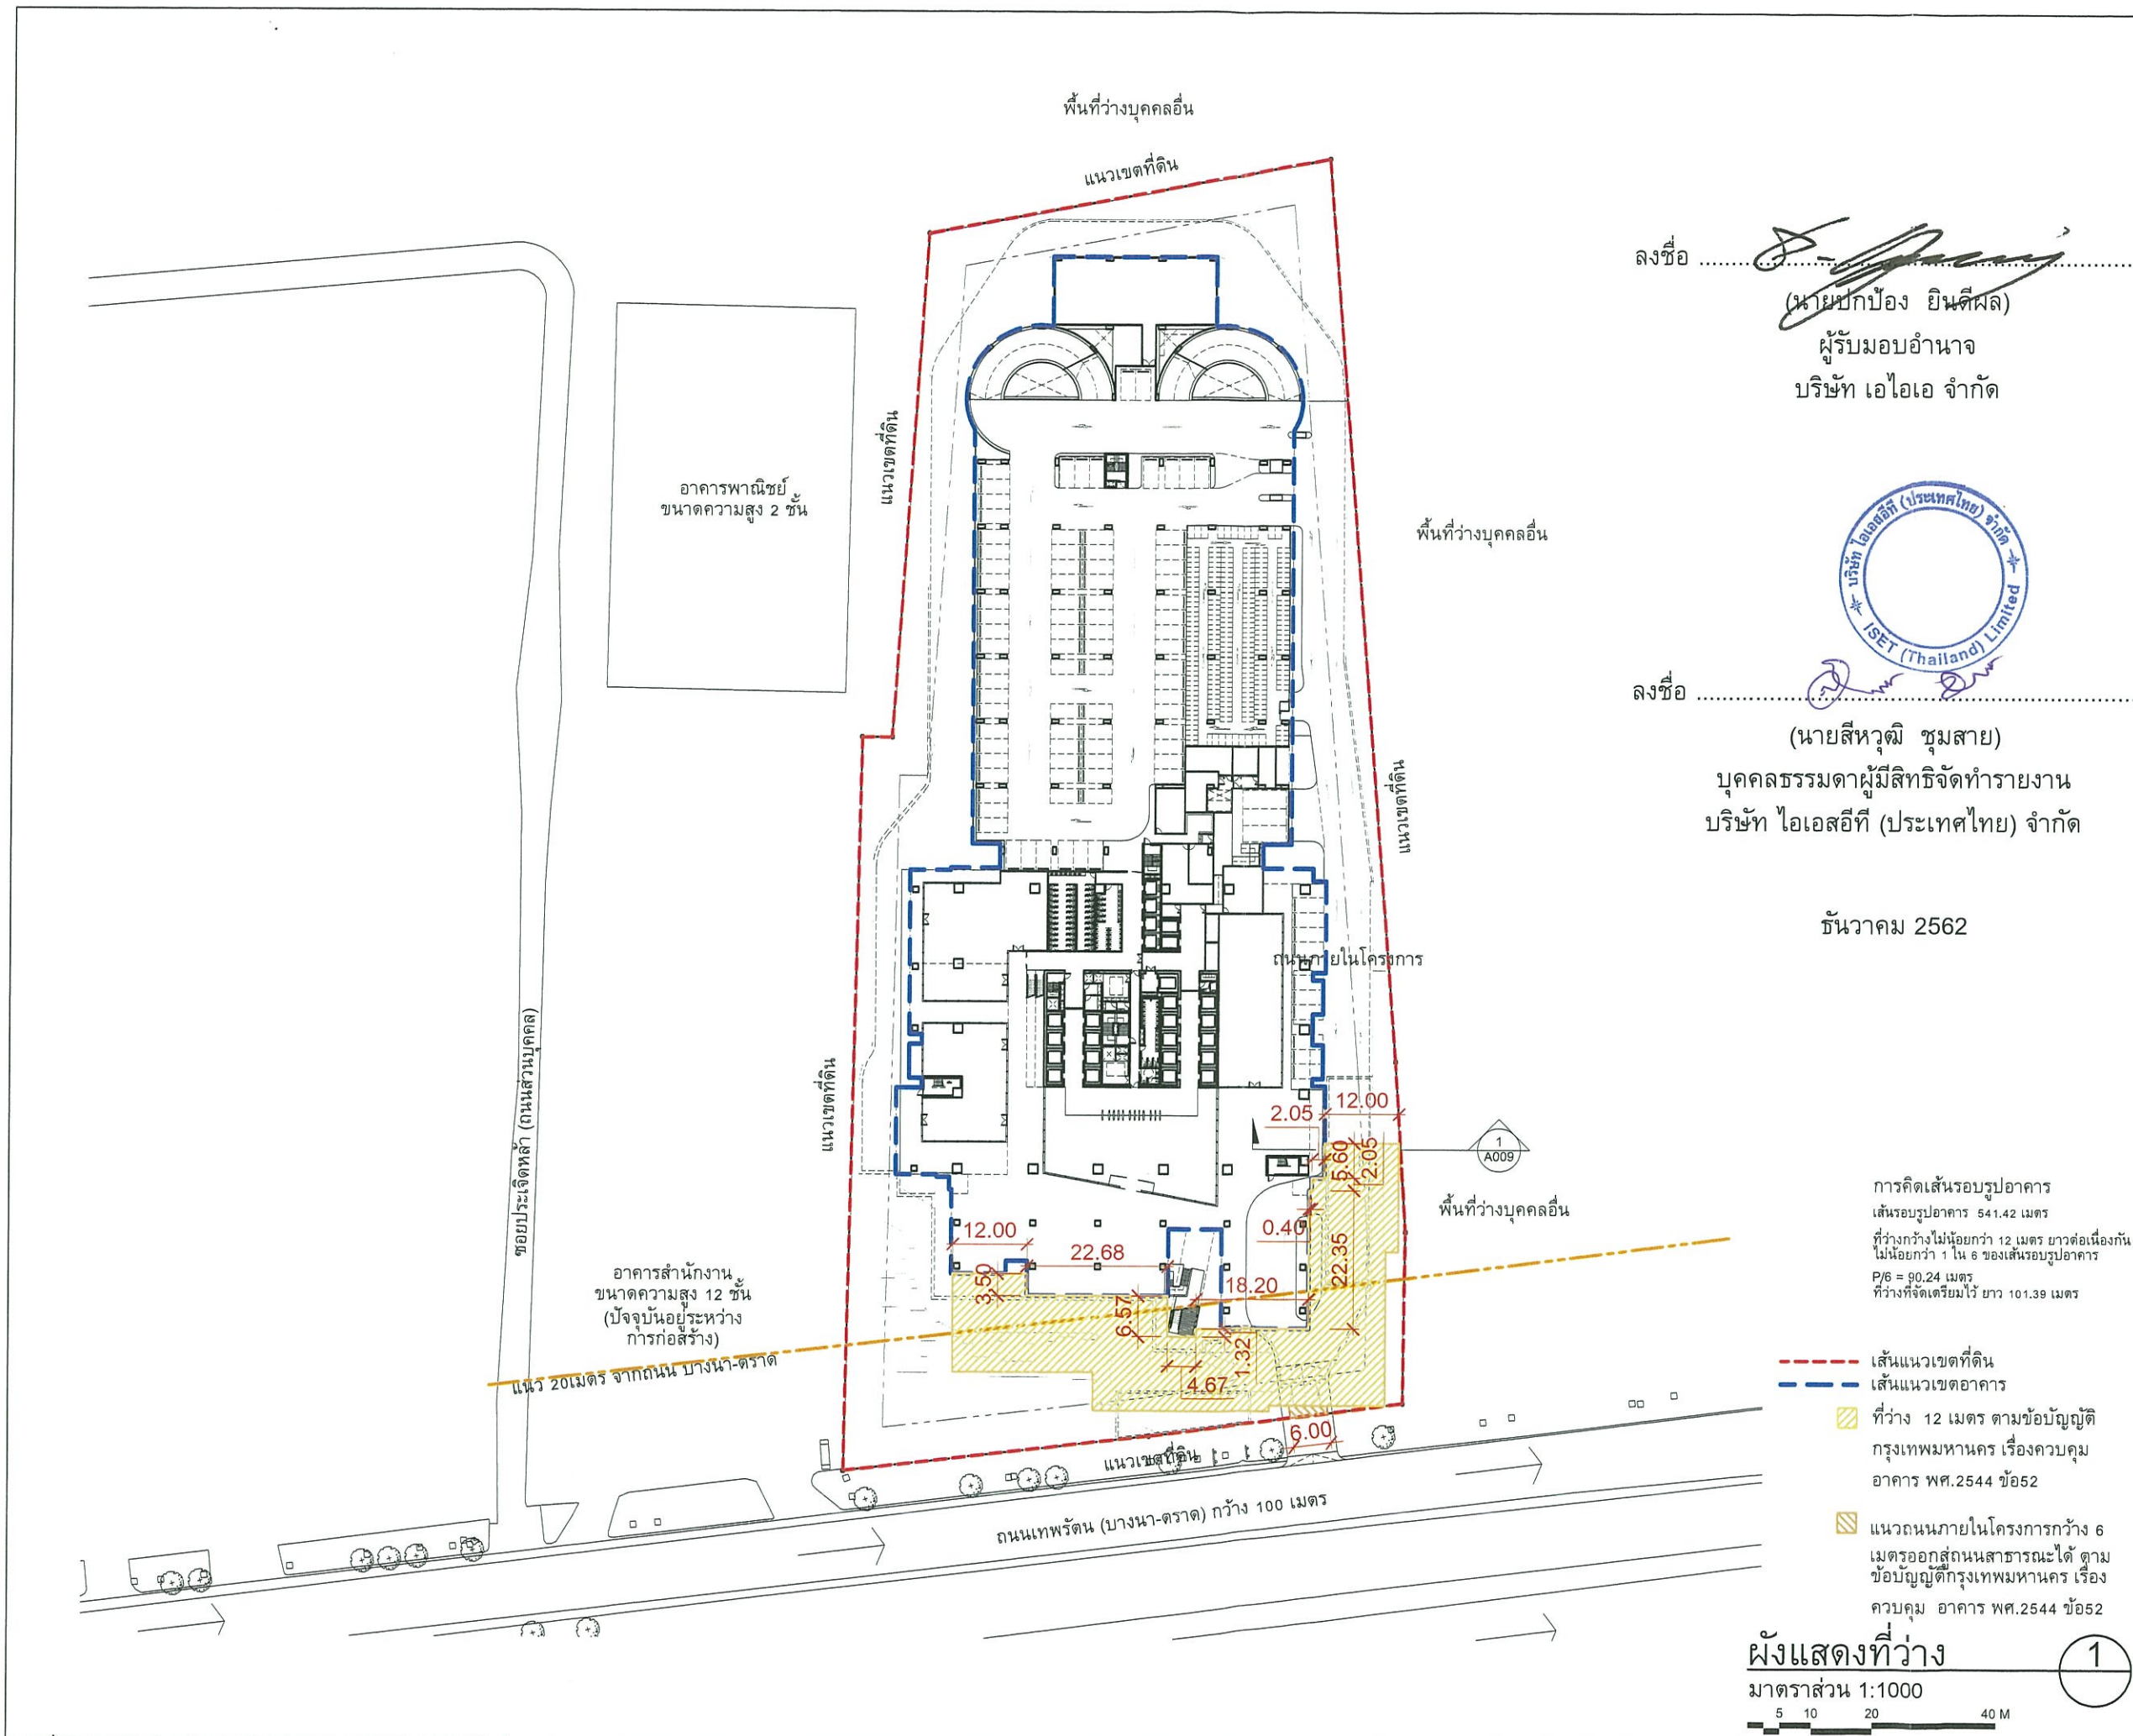 พื้นที่ว่างบุคคลอื่น
แนวเขตที่ดิน
ลงชื่อ
(นายปกป้อง ยินดีผล)
ผู้รับมอบอำนาจ
บริษัท เอไอเอ จำกัด
แนวเขตที่ดิน
อาคารพาณิชย์
ขนาดความสูง 2 ชั้น
พื้นที่ว่างบุคคลอื่น
บริษัท ไอเอสอีที (ประเทศไทย) จำกัด
ISET (Thailand) Limited
ลงชื่อ
(นายสีหวุฒิ ชุมสาย)
บุคคลธรรมดาผู้มีสิทธิจัดทำรายงาน
บริษัท ไอเอสอีที (ประเทศไทย) จำกัด
แนวเขตที่ดิน
ธันวาคม 2562
ถนนภายในโครงการ
ซอยประเจิดหล้า (ถนนส่วนบุคคล)
แนวเขตที่ดิน
2.05
12.00
1
A009
5.60
2.05
พื้นที่ว่างบุคคลอื่น
0.40
12.00
22.68
22.35
3.50
18.20
6.57
1.32
4.67
6.00
การคิดเส้นรอบรูปอาคาร
เส้นรอบรูปอาคาร 541.42 เมตร
ที่ว่างกว้างไม่น้อยกว่า 12 เมตร ยาวต่อเนื่องกัน
ไม่น้อยกว่า 1 ใน 6 ของเส้นรอบรูปอาคาร
P/6 = 90.24 เมตร
ที่ว่างที่จัดเตรียมไว้ ยาว 101.39 เมตร
อาคารสำนักงาน
ขนาดความสูง 12 ชั้น
(ปัจจุบันอยู่ระหว่าง
การก่อสร้าง)
แนว 20เมตร จากถนน บางนา-ตราด
เส้นแนวเขตที่ดิน
เส้นแนวเขตอาคาร
ที่ว่าง 12 เมตร ตามข้อบัญญัติ
กรุงเทพมหานคร เรื่องควบคุม
อาคาร พศ.2544 ข้อ52
แนวเขตที่ดิน
ถนนเทพรัตน (บางนา-ตราด) กว้าง 100 เมตร
แนวถนนภายในโครงการกว้าง 6
เมตรออกสู่ถนนสาธารณะได้ ตาม
ข้อบัญญัติกรุงเทพมหานคร เรื่อง
ควบคุม อาคาร พศ.2544 ข้อ52
ผังแสดงที่ว่าง
1
มาตราส่วน 1:1000
5 10 20 40 M